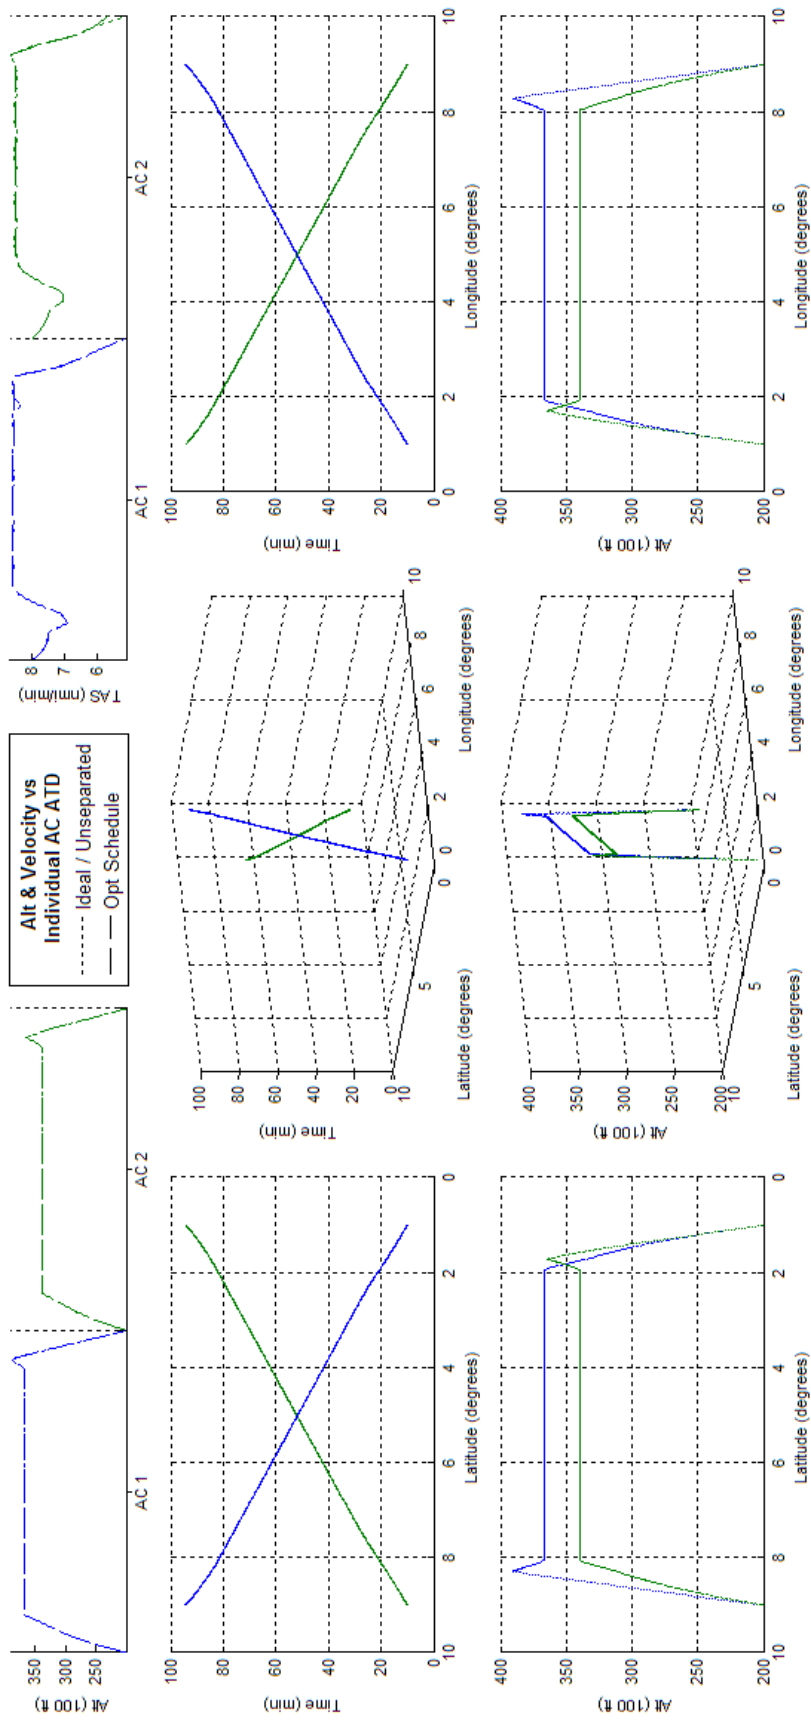 Alt (100 ft)
350
300
250
AC 1
AC 2
Alt & Velocity vs
Individual AC ATD
Ideal / Unseparated
Opt Schedule
TAS (nm/min)
8
7
6
AC 1
AC 2
Time (min)
100
80
60
40
20
0
10 8 6 4 2 0
Latitude (degrees)
Time (min)
100
80
60
40
20
0
10 5 0
Latitude (degrees)
0 2 4 6 8 10
Longitude (degrees)
Time (min)
100
80
60
40
20
0
0 2 4 6 8 10
Longitude (degrees)
Alt (100 ft)
400
350
300
250
200
10 8 6 4 2 0
Latitude (degrees)
Alt (100 ft)
400
350
300
250
200
10 5 0
Latitude (degrees)
0 2 4 6 8 10
Longitude (degrees)
Alt (100 ft)
400
350
300
250
200
0 2 4 6 8 10
Longitude (degrees)